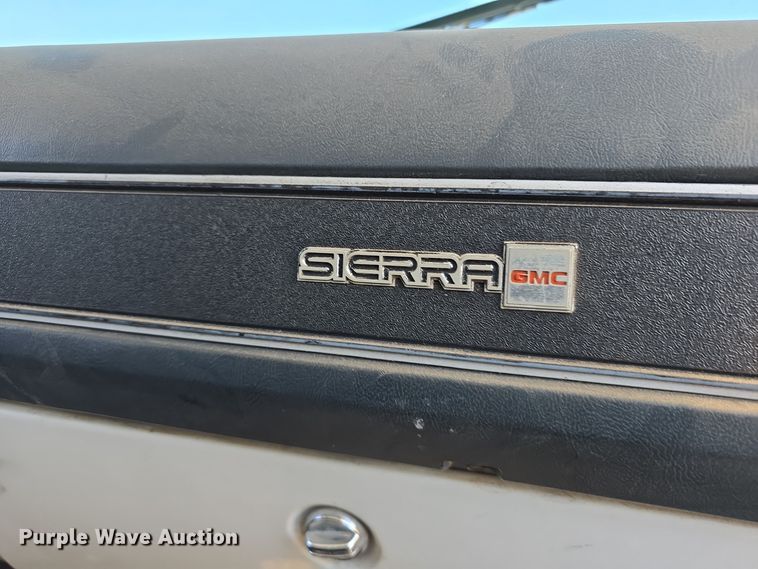 SIERRA GMC
Purple Wave Auction